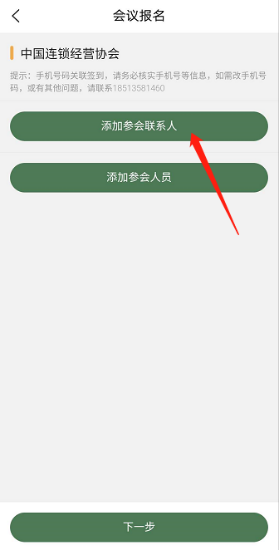 会议报名
中国连锁经营协会
提示：手机号码关联签到，请务必核实手机号等信息，如需改手机号
码，或有其他问题，请联系18513581460
添加参会联系人
添加参会人员
下一步